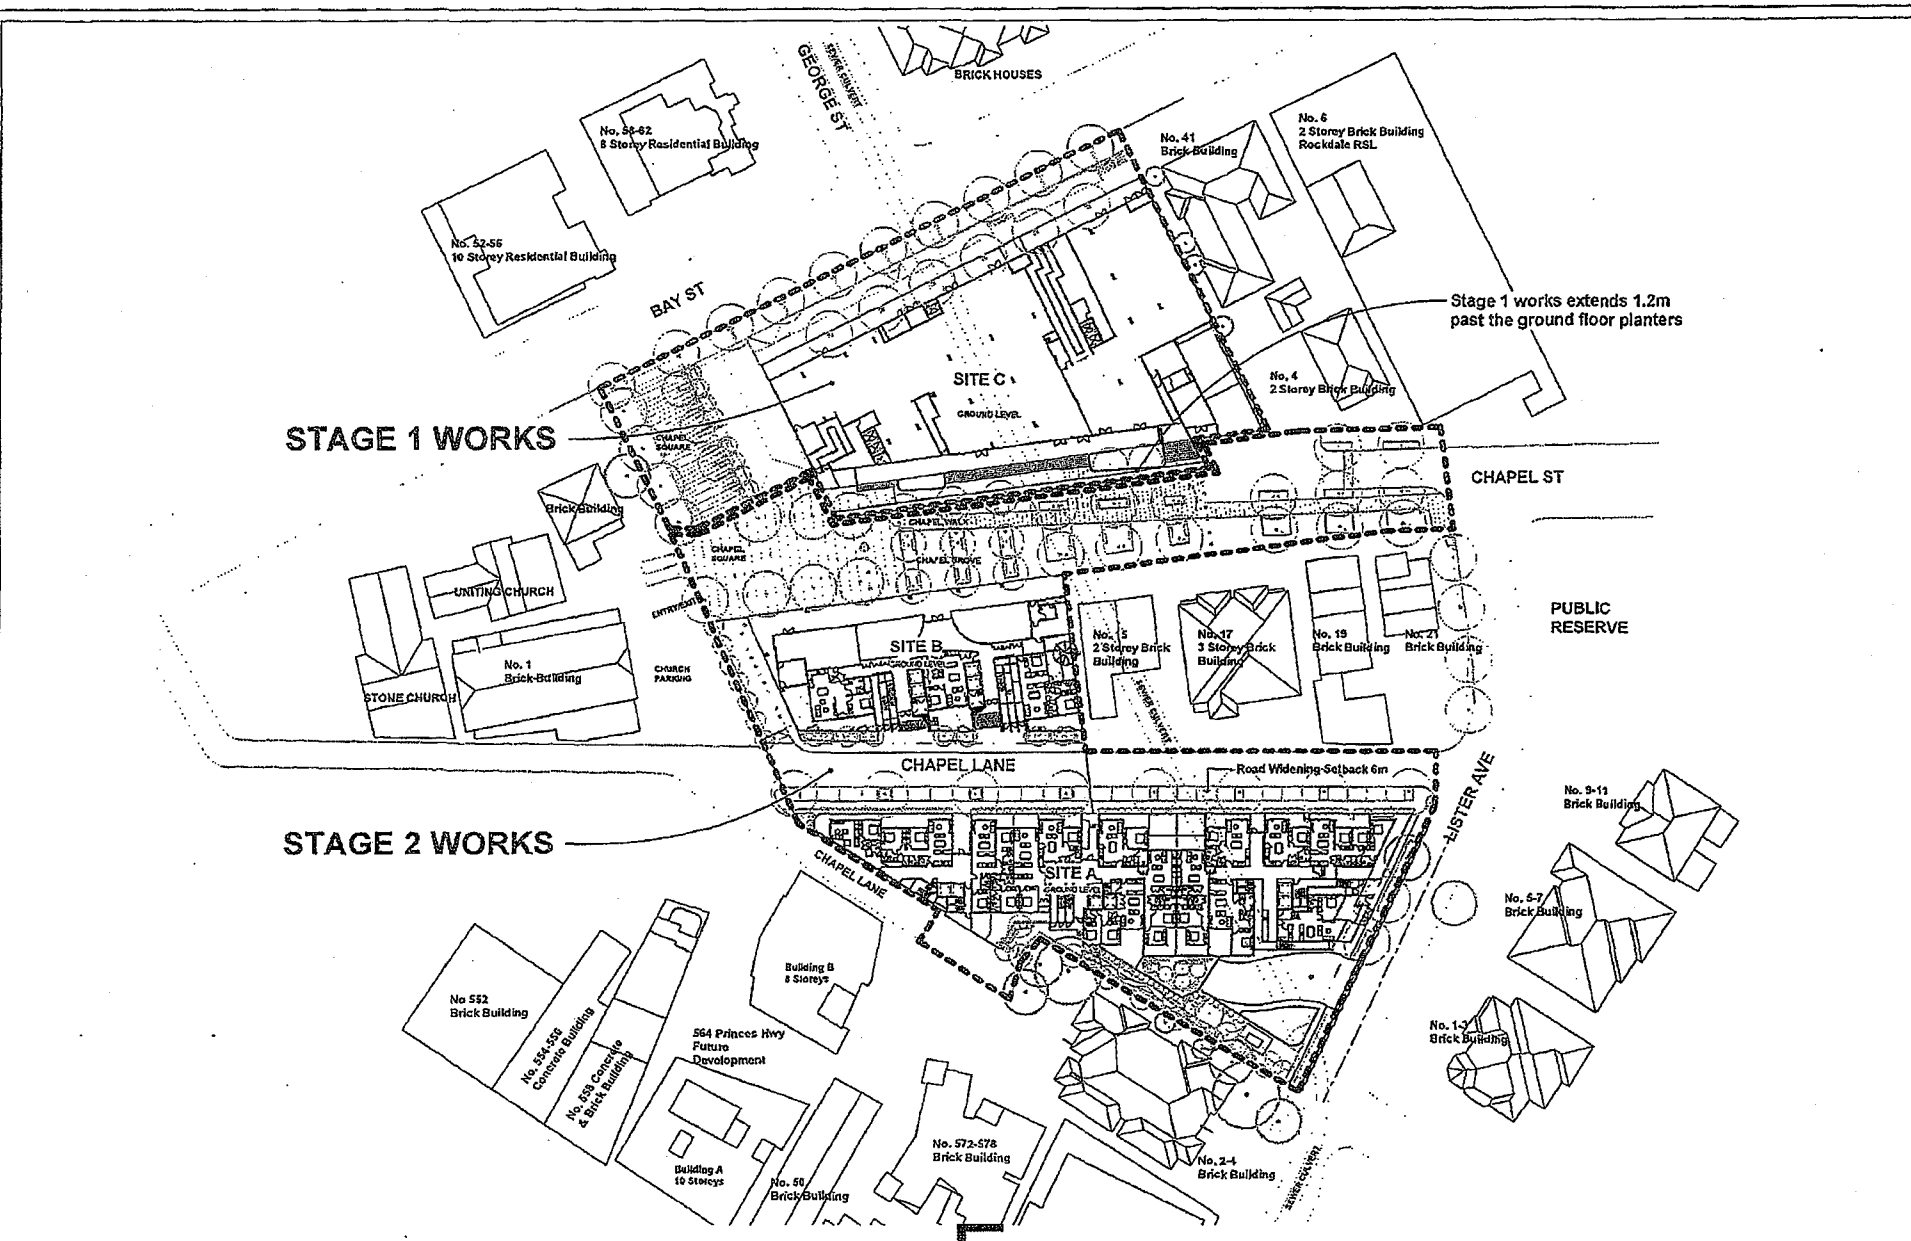 SEWER CULVERT
GEORGE ST
BRICK HOUSES
No. 58-62
8 Storey Residential Building
No. 41
Brick Building
No. 6
2 Storey Brick Building
Rockdale RSL
No. 52-56
10 Storey Residential Building
BAY ST
Stage 1 works extends 1.2m
past the ground floor planters
SITE C
GROUND LEVEL
No. 4
2 Storey Brick Building
STAGE 1 WORKS
CHAPEL
SQUARE
CHAPEL ST
Brick Building
CHAPEL WALK
CHAPEL
SQUARE
CHAPEL GROVE
UNITING CHURCH
ENTRY/EXIT
PUBLIC
RESERVE
SITE B
GROUND LEVEL
No. 15
2 Storey Brick
Building
No. 17
3 Storey Brick
Building
No. 19
Brick Building
No. 21
Brick Building
No. 1
Brick Building
CHURCH
PARKING
STONE CHURCH
SEWER CULVERT
CHAPEL LANE
Road Widening Setback 6m
LISTER AVE
No. 9-11
Brick Building
STAGE 2 WORKS
CHAPEL LANE
SITE A
GROUND LEVEL
No. 5-7
Brick Building
Building B
8 Storeys
No 552
Brick Building
No. 554-556
Concrete Building
No. 558 Concrete
& Brick Building
564 Princes Hwy
Future
Development
No. 1-3
Brick Building
Building A
10 Storeys
No. 50
Brick Building
No. 572-578
Brick Building
No. 2-4
Brick Building
SEWER CULVERT